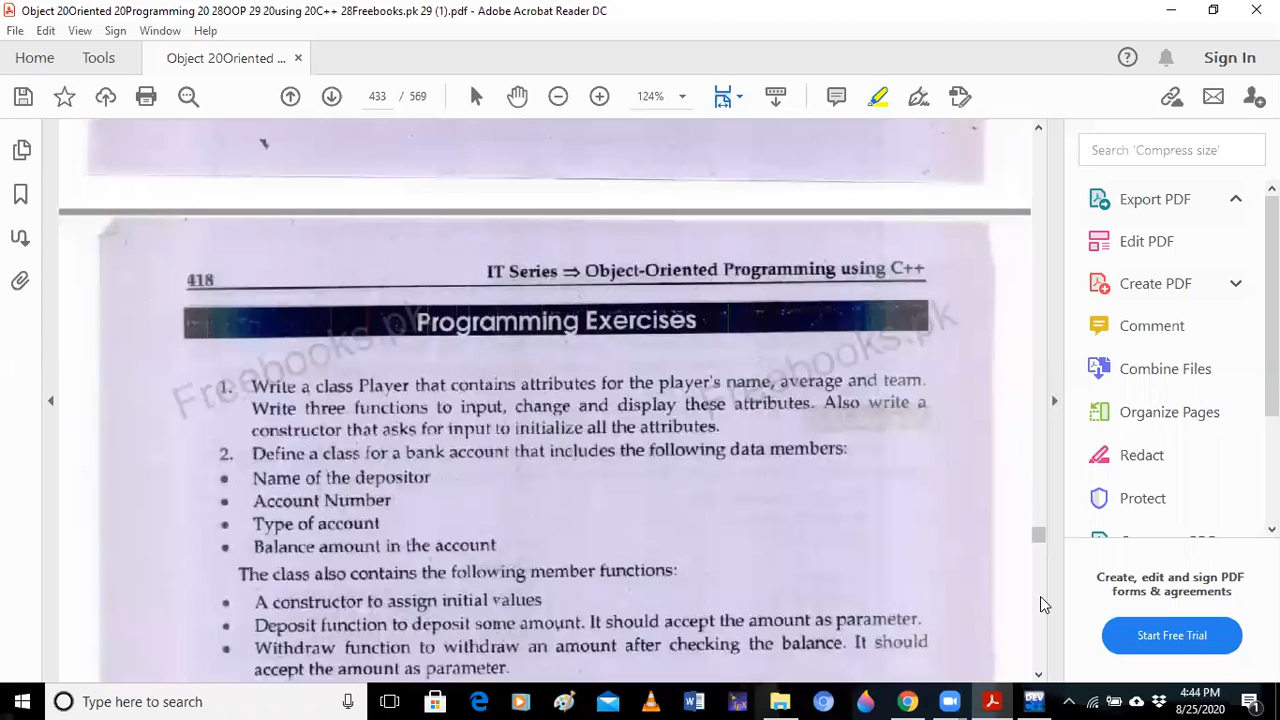 Object 20Oriented 20Programming 20 28OOP 29 20using 20C++ 28Freebooks.pk 29 (1).pdf - Adobe Acrobat Reader DC
File Edit View Sign Window Help
Home Tools Object 20Oriented ... × Sign In
433 / 569 124%
Search 'Compress size'
Export PDF
Edit PDF
Create PDF
Comment
Combine Files
Organize Pages
Redact
Protect
Create, edit and sign PDF
forms & agreements
Start Free Trial
418 IT Series ⇒ Object-Oriented Programming using C++
Programming Exercises
Freebooks.pk Freebooks.pk
1. Write a class Player that contains attributes for the player's name, average and team.
Write three functions to input, change and display these attributes. Also write a
constructor that asks for input to initialize all the attributes.
2. Define a class for a bank account that includes the following data members:
• Name of the depositor
• Account Number
• Type of account
• Balance amount in the account
The class also contains the following member functions:
• A constructor to assign initial values
• Deposit function to deposit some amount. It should accept the amount as parameter.
• Withdraw function to withdraw an amount after checking the balance. It should
accept the amount as parameter.
Type here to search
4:44 PM
8/25/2020